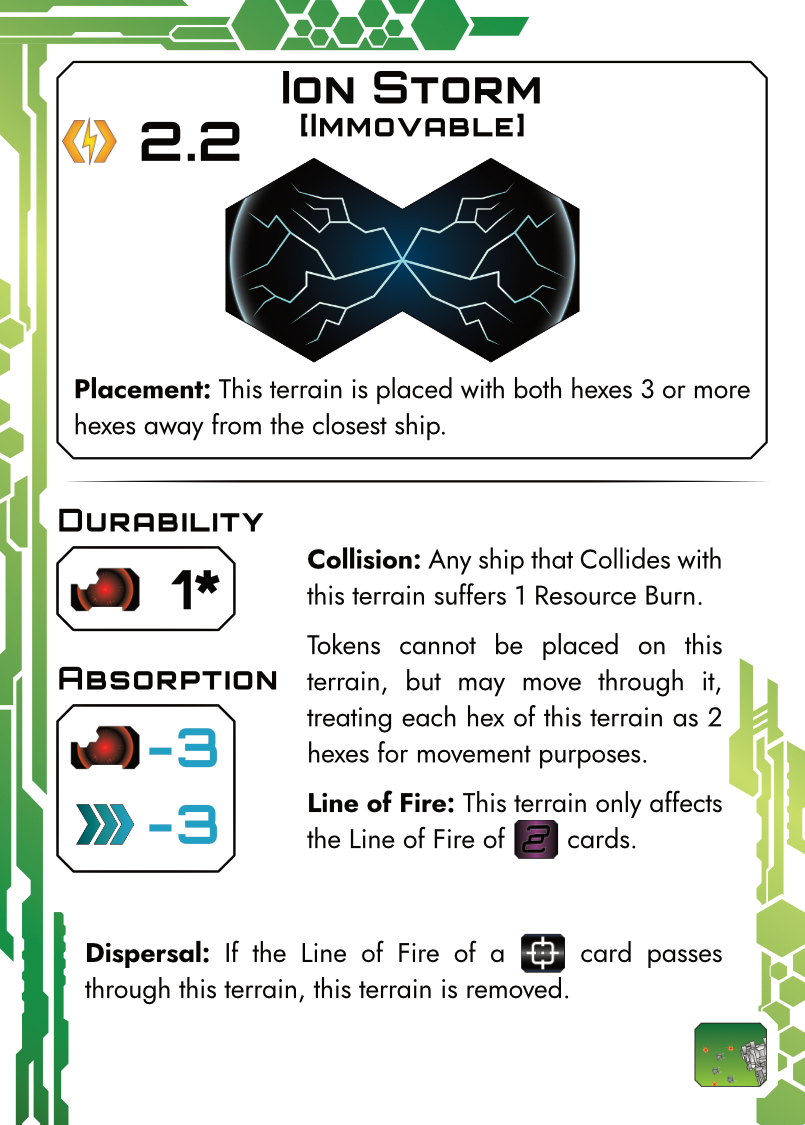 Ion Storm
[Immovable]
2.2
Placement: This terrain is placed with both hexes 3 or more
hexes away from the closest ship.
Durability
1*
Absorption
-3
-3
Collision: Any ship that Collides with
this terrain suffers 1 Resource Burn.
Tokens cannot be placed on this
terrain, but may move through it,
treating each hex of this terrain as 2
hexes for movement purposes.
Line of Fire: This terrain only affects
the Line of Fire of cards.
Dispersal: If the Line of Fire of a card passes
through this terrain, this terrain is removed.